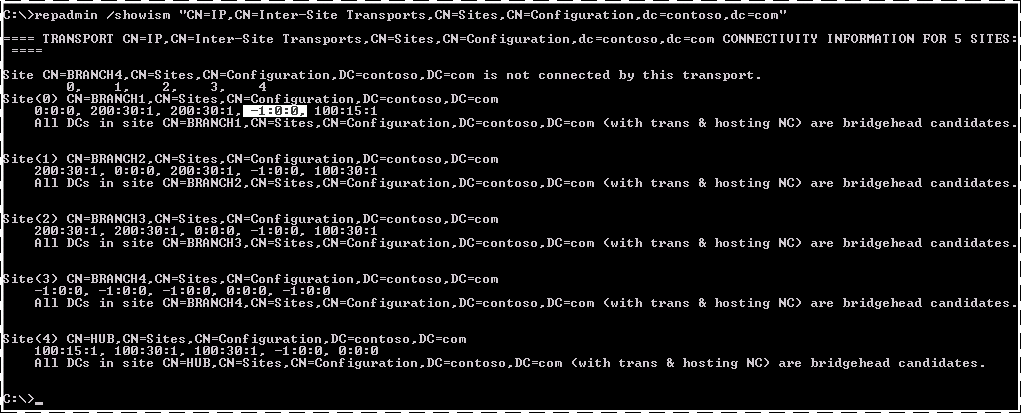 C:\>repadmin /showism "CN=IP,CN=Inter-Site Transports,CN=Sites,CN=Configuration,dc=contoso,dc=com"
==== TRANSPORT CN=IP,CN=Inter-Site Transports,CN=Sites,CN=Configuration,dc=contoso,dc=com CONNECTIVITY INFORMATION FOR 5 SITES:
====
Site CN=BRANCH4,CN=Sites,CN=Configuration,DC=contoso,DC=com is not connected by this transport.
0, 1, 2, 3, 4
Site(0) CN=BRANCH1,CN=Sites,CN=Configuration,DC=contoso,DC=com
0:0:0, 200:30:1, 200:30:1, -1:0:0, 100:15:1
All DCs in site CN=BRANCH1,CN=Sites,CN=Configuration,DC=contoso,DC=com (with trans & hosting NC) are bridgehead candidates.
Site(1) CN=BRANCH2,CN=Sites,CN=Configuration,DC=contoso,DC=com
200:30:1, 0:0:0, 200:30:1, -1:0:0, 100:30:1
All DCs in site CN=BRANCH2,CN=Sites,CN=Configuration,DC=contoso,DC=com (with trans & hosting NC) are bridgehead candidates.
Site(2) CN=BRANCH3,CN=Sites,CN=Configuration,DC=contoso,DC=com
200:30:1, 200:30:1, 0:0:0, -1:0:0, 100:30:1
All DCs in site CN=BRANCH3,CN=Sites,CN=Configuration,DC=contoso,DC=com (with trans & hosting NC) are bridgehead candidates.
Site(3) CN=BRANCH4,CN=Sites,CN=Configuration,DC=contoso,DC=com
-1:0:0, -1:0:0, -1:0:0, 0:0:0, -1:0:0
All DCs in site CN=BRANCH4,CN=Sites,CN=Configuration,DC=contoso,DC=com (with trans & hosting NC) are bridgehead candidates.
Site(4) CN=HUB,CN=Sites,CN=Configuration,DC=contoso,DC=com
100:15:1, 100:30:1, 100:30:1, -1:0:0, 0:0:0
All DCs in site CN=HUB,CN=Sites,CN=Configuration,DC=contoso,DC=com (with trans & hosting NC) are bridgehead candidates.
C:\>_